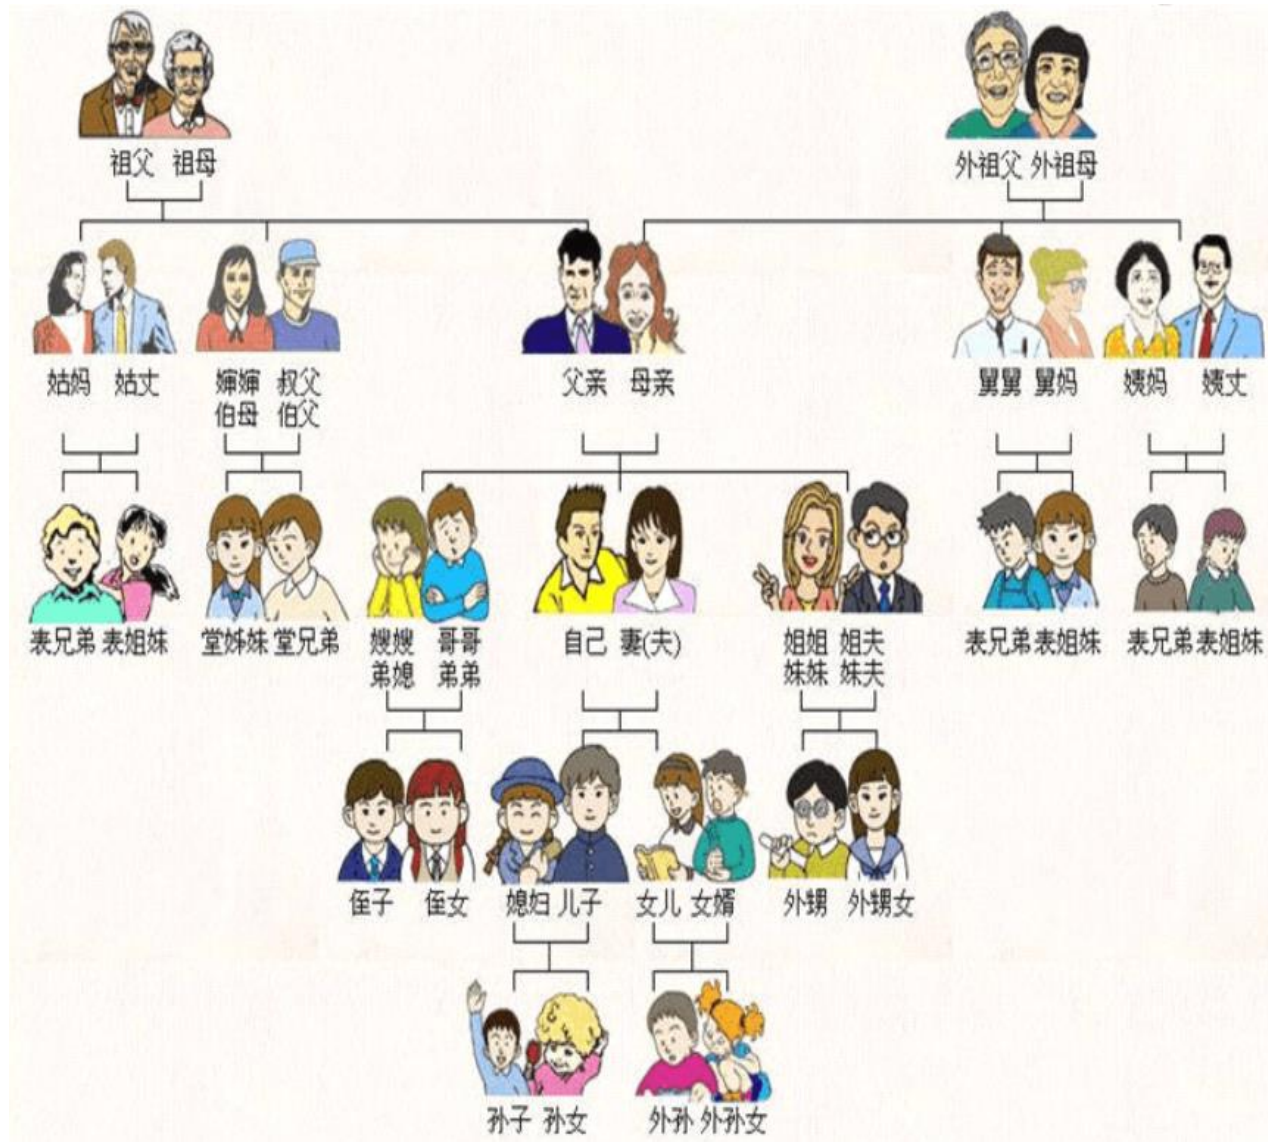 祖父 祖母
外祖父 外祖母
姑妈 姑丈
婶婶 叔父
伯母 伯父
父亲 母亲
舅舅 舅妈
姨妈 姨丈
表兄弟 表姐妹
堂姊妹 堂兄弟
嫂嫂 哥哥
弟媳 弟弟
自己 妻(夫)
姐姐 姐夫
妹妹 妹夫
表兄弟 表姐妹
表兄弟 表姐妹
侄子 侄女
媳妇 儿子
女儿 女婿
外甥 外甥女
孙子 孙女
外孙 外孙女